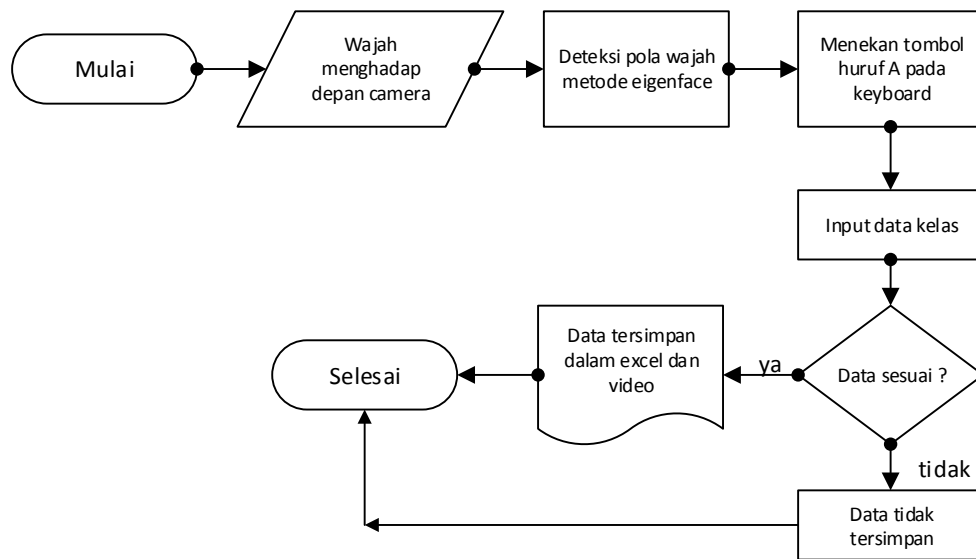 Mulai
Wajah
menghadap
depan camera
Deteksi pola wajah
metode eigenface
Menekan tombol
huruf A pada
keyboard
Input data kelas
Data sesuai ?
ya
Data tersimpan
dalam excel dan
video
Selesai
tidak
Data tidak
tersimpan